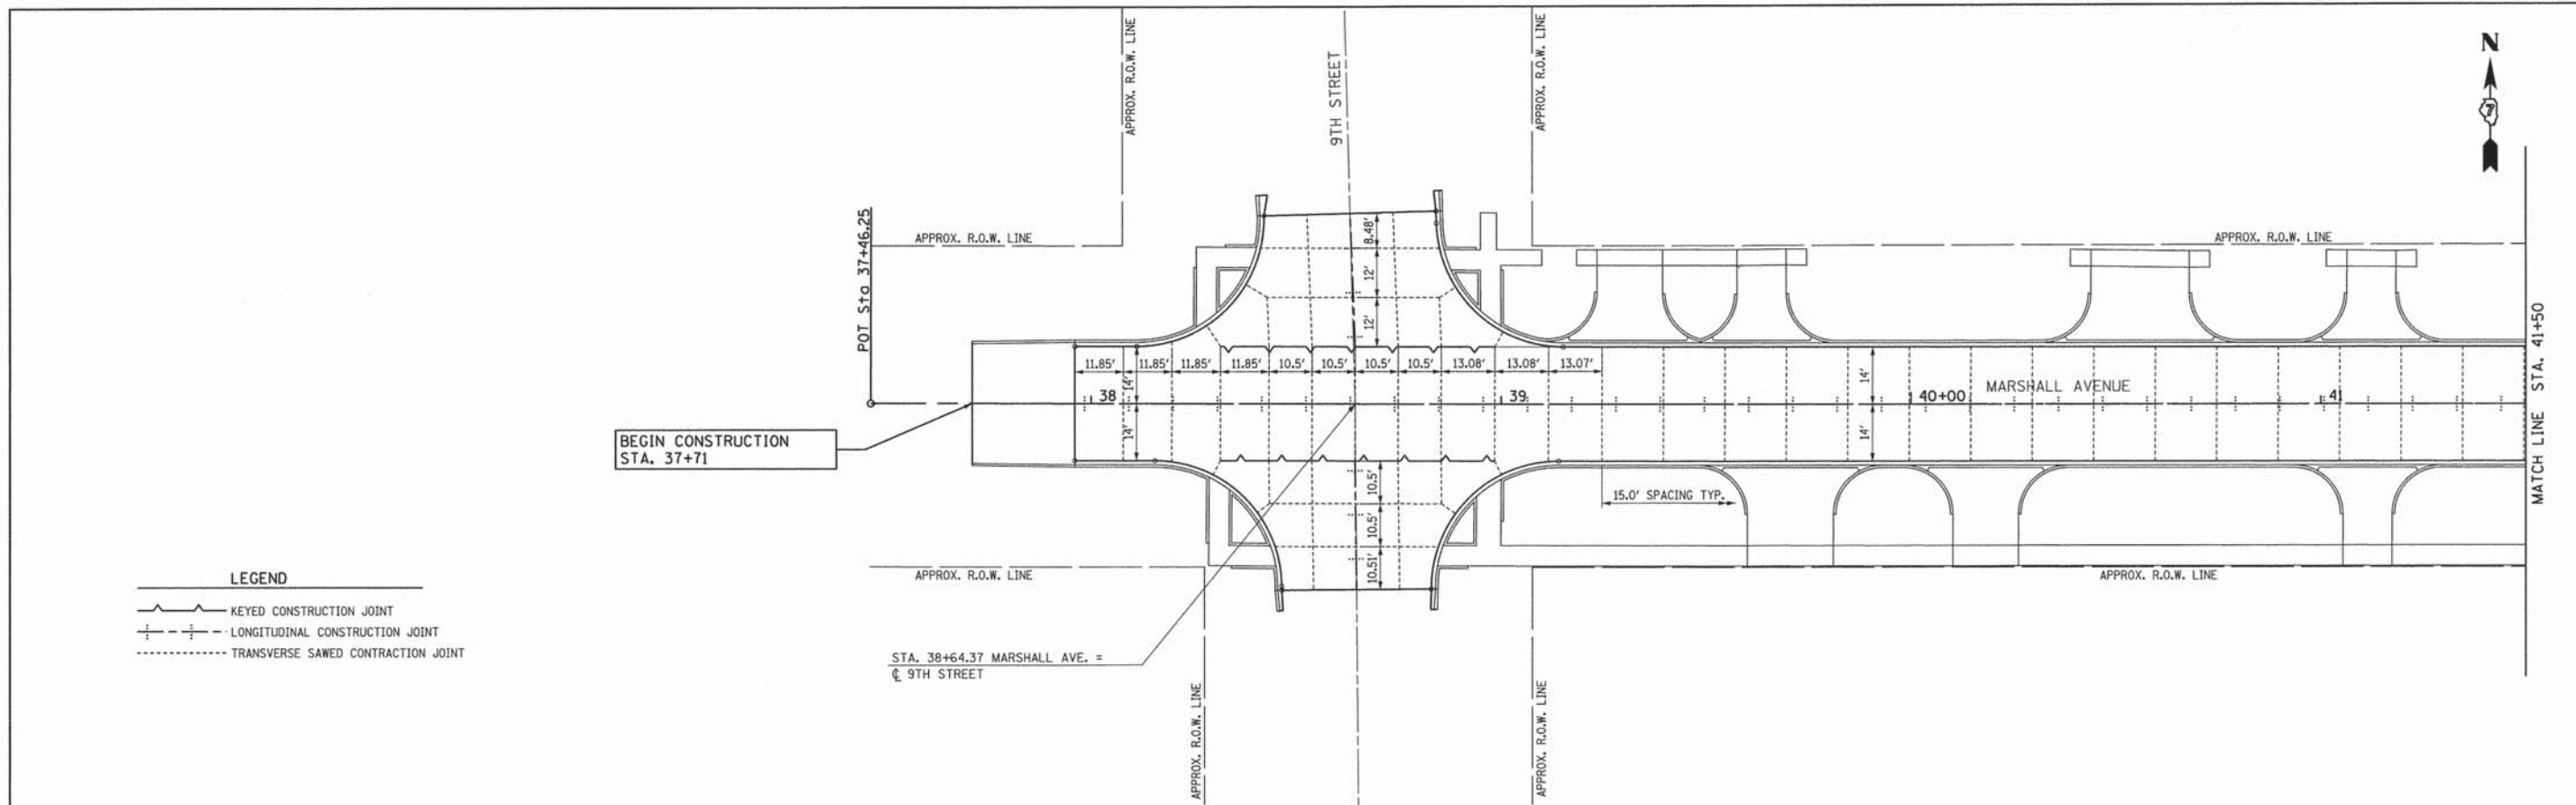 N
7
APPROX. R.O.W. LINE
9TH STREET
APPROX. R.O.W. LINE
POT Sta 37+46.25
APPROX. R.O.W. LINE
APPROX. R.O.W. LINE
8.48'
12'
12'
11.85' 11.85' 11.85' 11.85' 10.5' 10.5' 10.5' 10.5' 13.08' 13.08' 13.07'
14' 14'
38 39 40+00 MARSHALL AVENUE 41
14' 14'
MATCH LINE STA. 41+50
BEGIN CONSTRUCTION
STA. 37+71
10.5'
10.5'
10.51'
15.0' SPACING TYP.
APPROX. R.O.W. LINE
APPROX. R.O.W. LINE
LEGEND
KEYED CONSTRUCTION JOINT
LONGITUDINAL CONSTRUCTION JOINT
TRANSVERSE SAWED CONTRACTION JOINT
STA. 38+64.37 MARSHALL AVE. =
℄ 9TH STREET
APPROX. R.O.W. LINE
APPROX. R.O.W. LINE